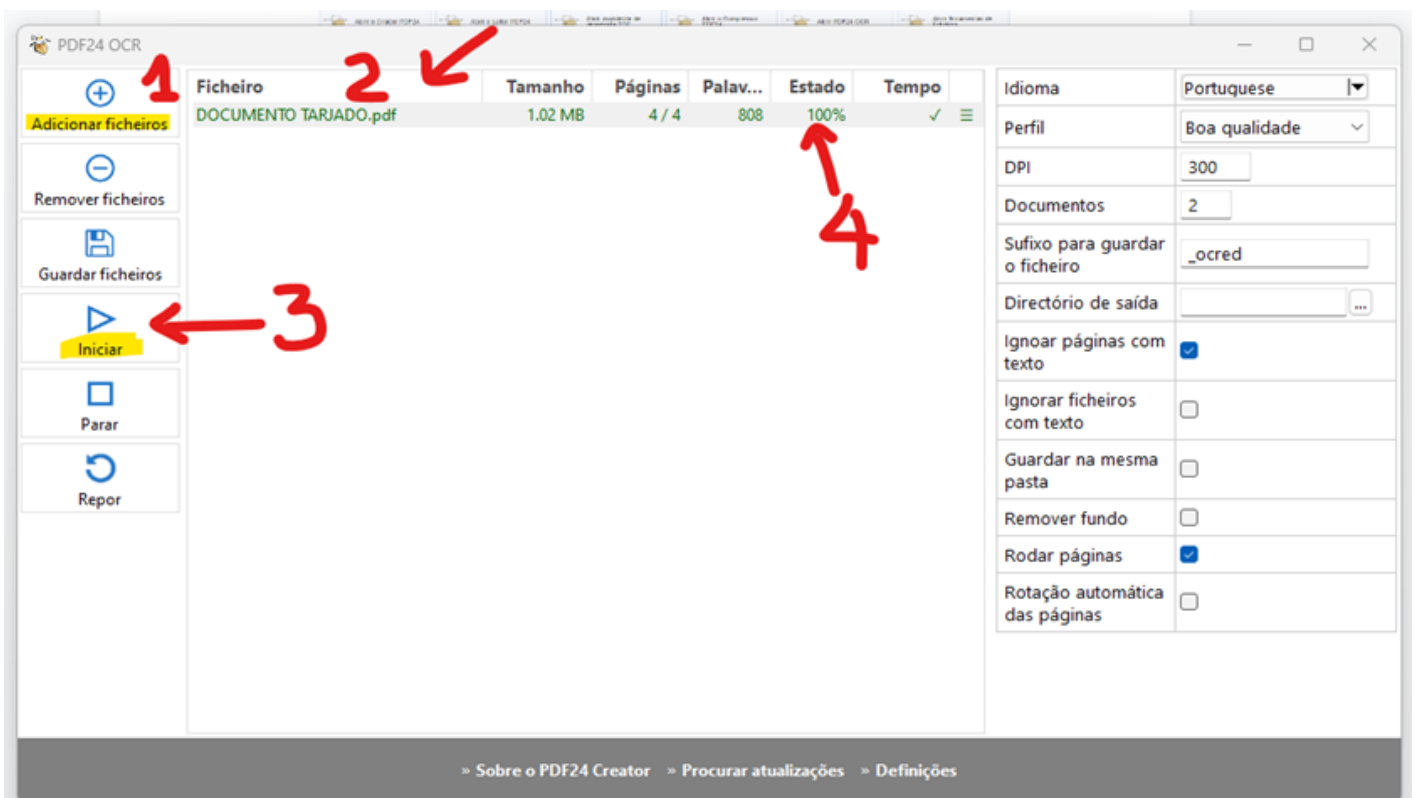 PDF24 OCR
1
Adicionar ficheiros
Remover ficheiros
Guardar ficheiros
Iniciar
Parar
Repor
2
Ficheiro Tamanho Páginas Palav... Estado Tempo
DOCUMENTO TARJADO.pdf 1.02 MB 4 / 4 808 100% ✓
3
4
Idioma Portuguese
Perfil Boa qualidade
DPI 300
Documentos 2
Sufixo para guardar
o ficheiro _ocred
Directório de saída ...
Ignoar páginas com
texto
Ignorar ficheiros
com texto
Guardar na mesma
pasta
Remover fundo
Rodar páginas
Rotação automática
das páginas
» Sobre o PDF24 Creator » Procurar atualizações » Definições